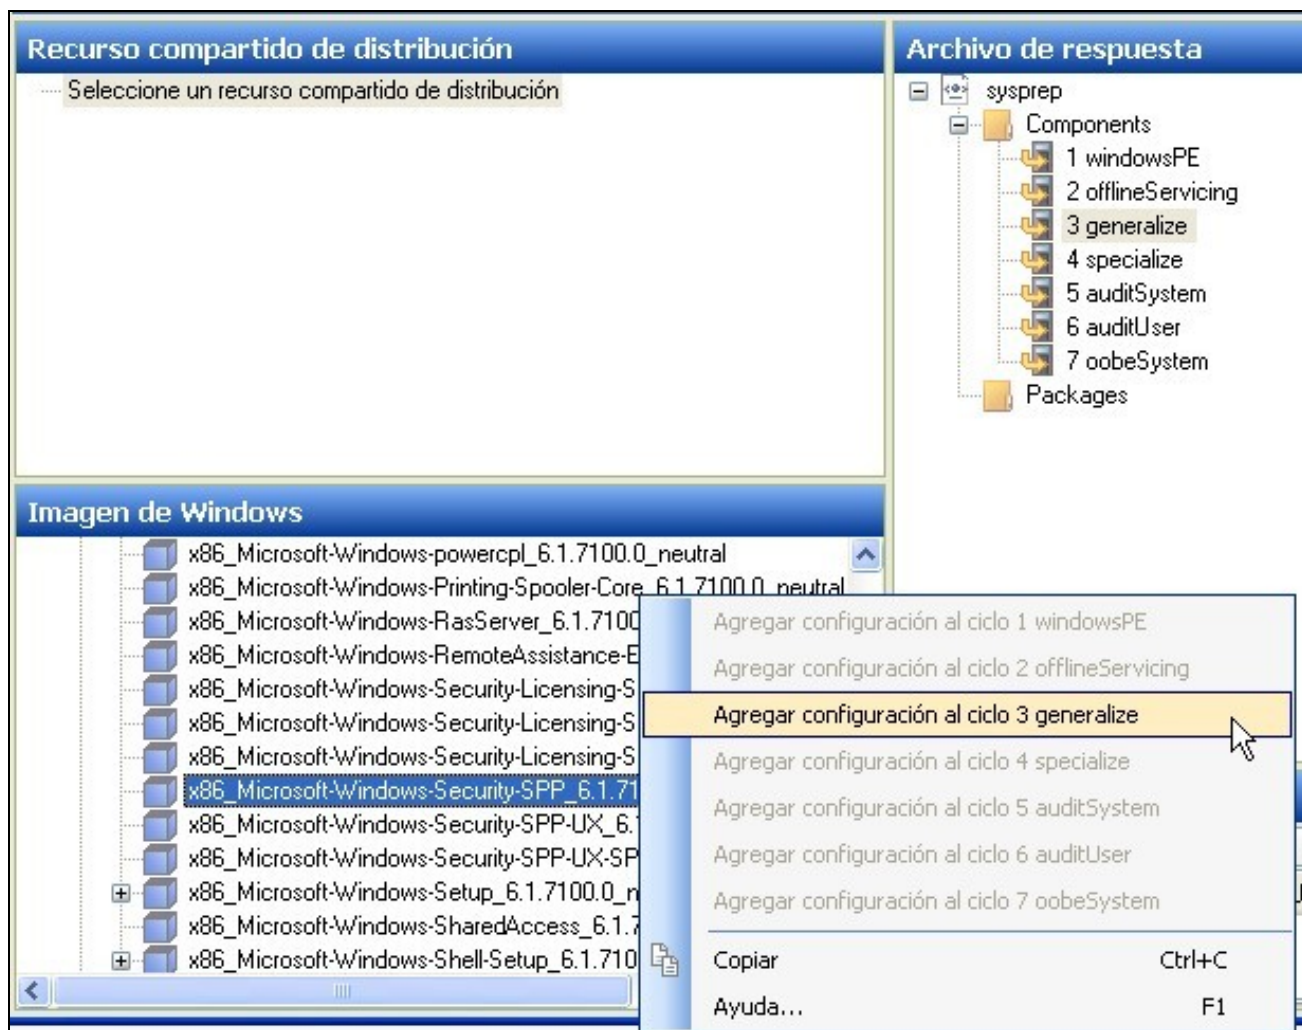 Recurso compartido de distribución
Seleccione un recurso compartido de distribución
Archivo de respuesta
sysprep
Components
1 windowsPE
2 offlineServicing
3 generalize
4 specialize
5 auditSystem
6 auditUser
7 oobeSystem
Packages
Imagen de Windows
x86_Microsoft-Windows-powercpl_6.1.7100.0_neutral
x86_Microsoft-Windows-Printing-Spooler-Core_6.1.7100.0_neutral
x86_Microsoft-Windows-RasServer_6.1.7100
x86_Microsoft-Windows-RemoteAssistance-E
x86_Microsoft-Windows-Security-Licensing-S
x86_Microsoft-Windows-Security-Licensing-S
x86_Microsoft-Windows-Security-Licensing-S
x86_Microsoft-Windows-Security-SPP_6.1.71
x86_Microsoft-Windows-Security-SPP-UX_6.1
x86_Microsoft-Windows-Security-SPP-UX-SP
x86_Microsoft-Windows-Setup_6.1.7100.0_n
x86_Microsoft-Windows-SharedAccess_6.1.7
x86_Microsoft-Windows-Shell-Setup_6.1.710
Agregar configuración al ciclo 1 windowsPE
Agregar configuración al ciclo 2 offlineServicing
Agregar configuración al ciclo 3 generalize
Agregar configuración al ciclo 4 specialize
Agregar configuración al ciclo 5 auditSystem
Agregar configuración al ciclo 6 auditUser
Agregar configuración al ciclo 7 oobeSystem
Copiar Ctrl+C
Ayuda... F1